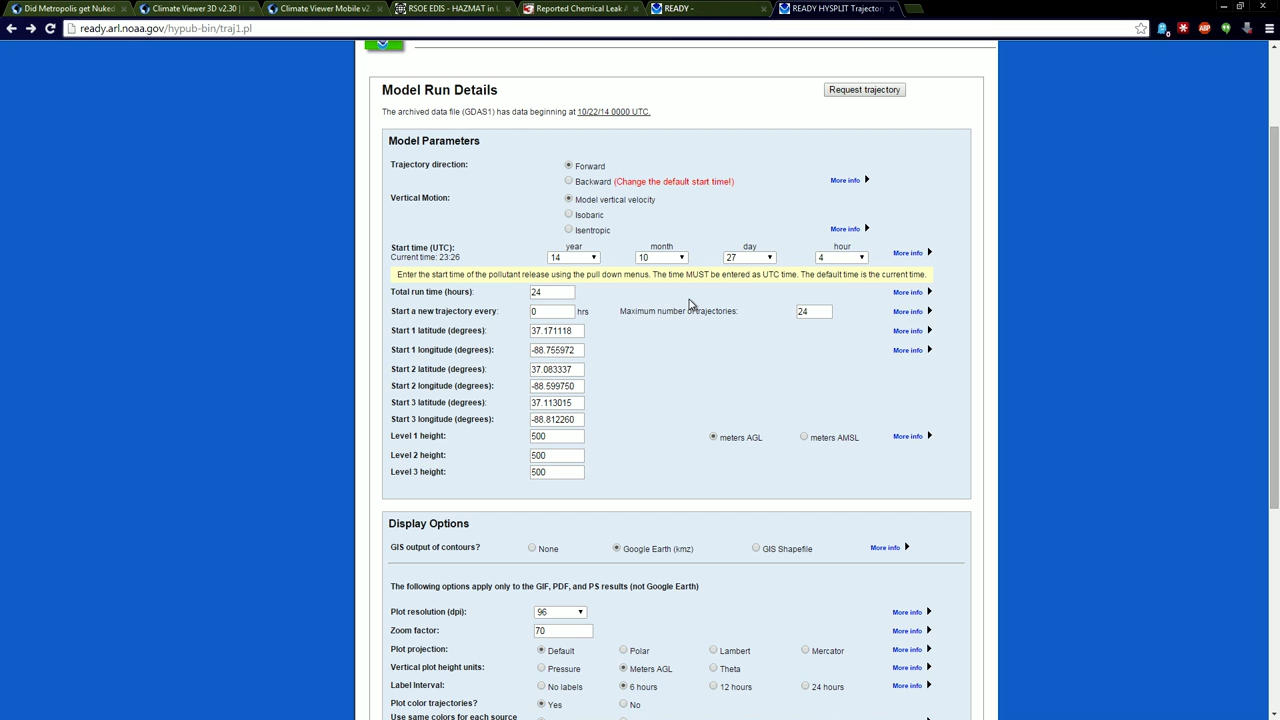 Did Metropolis get Nuked
Climate Viewer 3D v2.30 |
Climate Viewer Mobile v2.
RSOE EDIS - HAZMAT in U
Reported Chemical Leak A
READY -
READY HYSPLIT Trajector
ready.arl.noaa.gov/hypub-bin/traj1.pl
Model Run Details
Request trajectory
The archived data file (GDAS1) has data beginning at 10/22/14 0000 UTC.
Model Parameters
Trajectory direction:
Forward
Backward (Change the default start time!)
More info
Vertical Motion:
Model vertical velocity
Isobaric
Isentropic
More info
Start time (UTC):
Current time: 23:26
year month day hour
14 10 27 4
More info
Enter the start time of the pollutant release using the pull down menus. The time MUST be entered as UTC time. The default time is the current time.
Total run time (hours): 24 More info
Start a new trajectory every: 0 hrs Maximum number of trajectories: 24 More info
Start 1 latitude (degrees): 37.171118 More info
Start 1 longitude (degrees): -88.755972 More info
Start 2 latitude (degrees): 37.083337
Start 2 longitude (degrees): -88.599750
Start 3 latitude (degrees): 37.113015
Start 3 longitude (degrees): -88.812260
Level 1 height: 500 meters AGL meters AMSL More info
Level 2 height: 500
Level 3 height: 500
Display Options
GIS output of contours? None Google Earth (kmz) GIS Shapefile More info
The following options apply only to the GIF, PDF, and PS results (not Google Earth)
Plot resolution (dpi): 96 More info
Zoom factor: 70 More info
Plot projection: Default Polar Lambert Mercator More info
Vertical plot height units: Pressure Meters AGL Theta More info
Label Interval: No labels 6 hours 12 hours 24 hours More info
Plot color trajectories? Yes No More info
Use same colors for each source